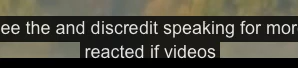 ee the and discredit speaking for mor
reacted if videos